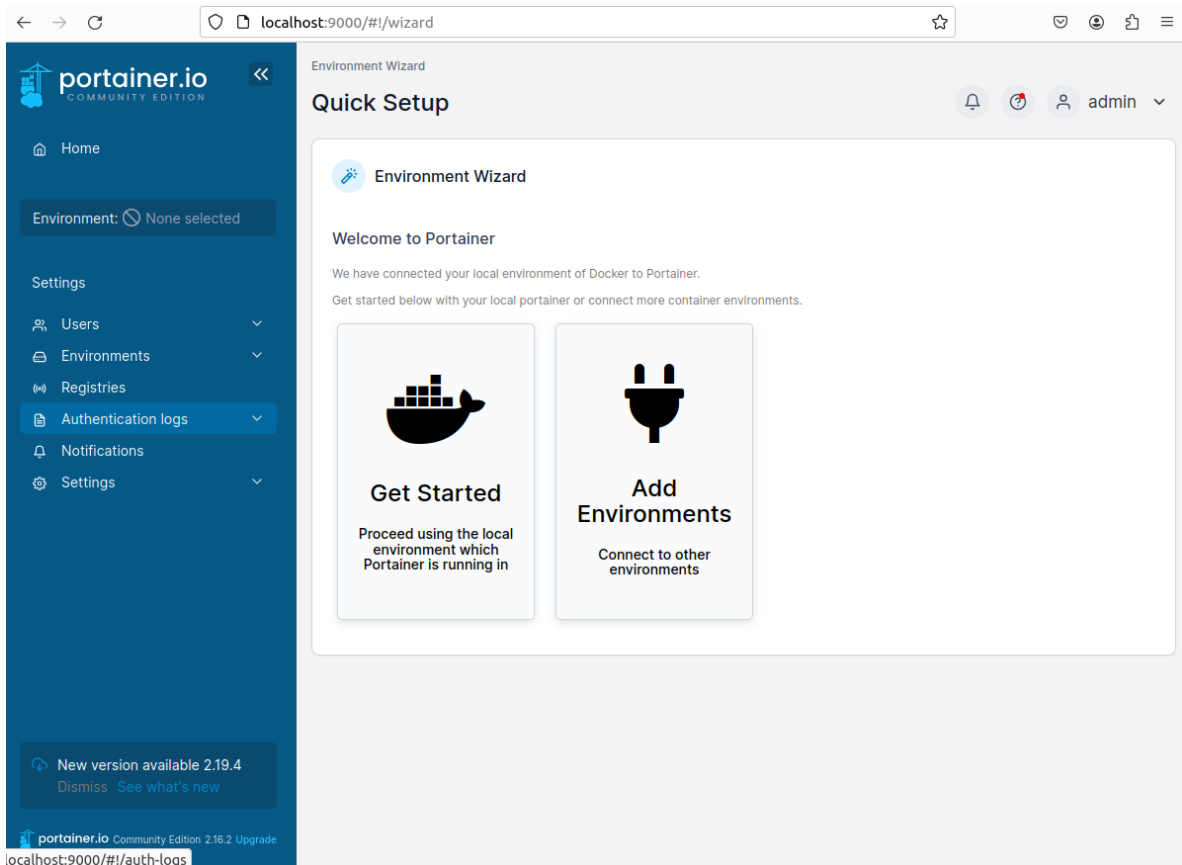 localhost:9000/#!/wizard
portainer.io
COMMUNITY EDITION
Home
Environment: None selected
Settings
Users
Environments
Registries
Authentication logs
Notifications
Settings
New version available 2.19.4
Dismiss See what's new
portainer.io Community Edition 2.16.2 Upgrade
localhost:9000/#!/auth-logs
Environment Wizard
Quick Setup
admin
Environment Wizard
Welcome to Portainer
We have connected your local environment of Docker to Portainer.
Get started below with your local portainer or connect more container environments.
Get Started
Proceed using the local
environment which
Portainer is running in
Add
Environments
Connect to other
environments